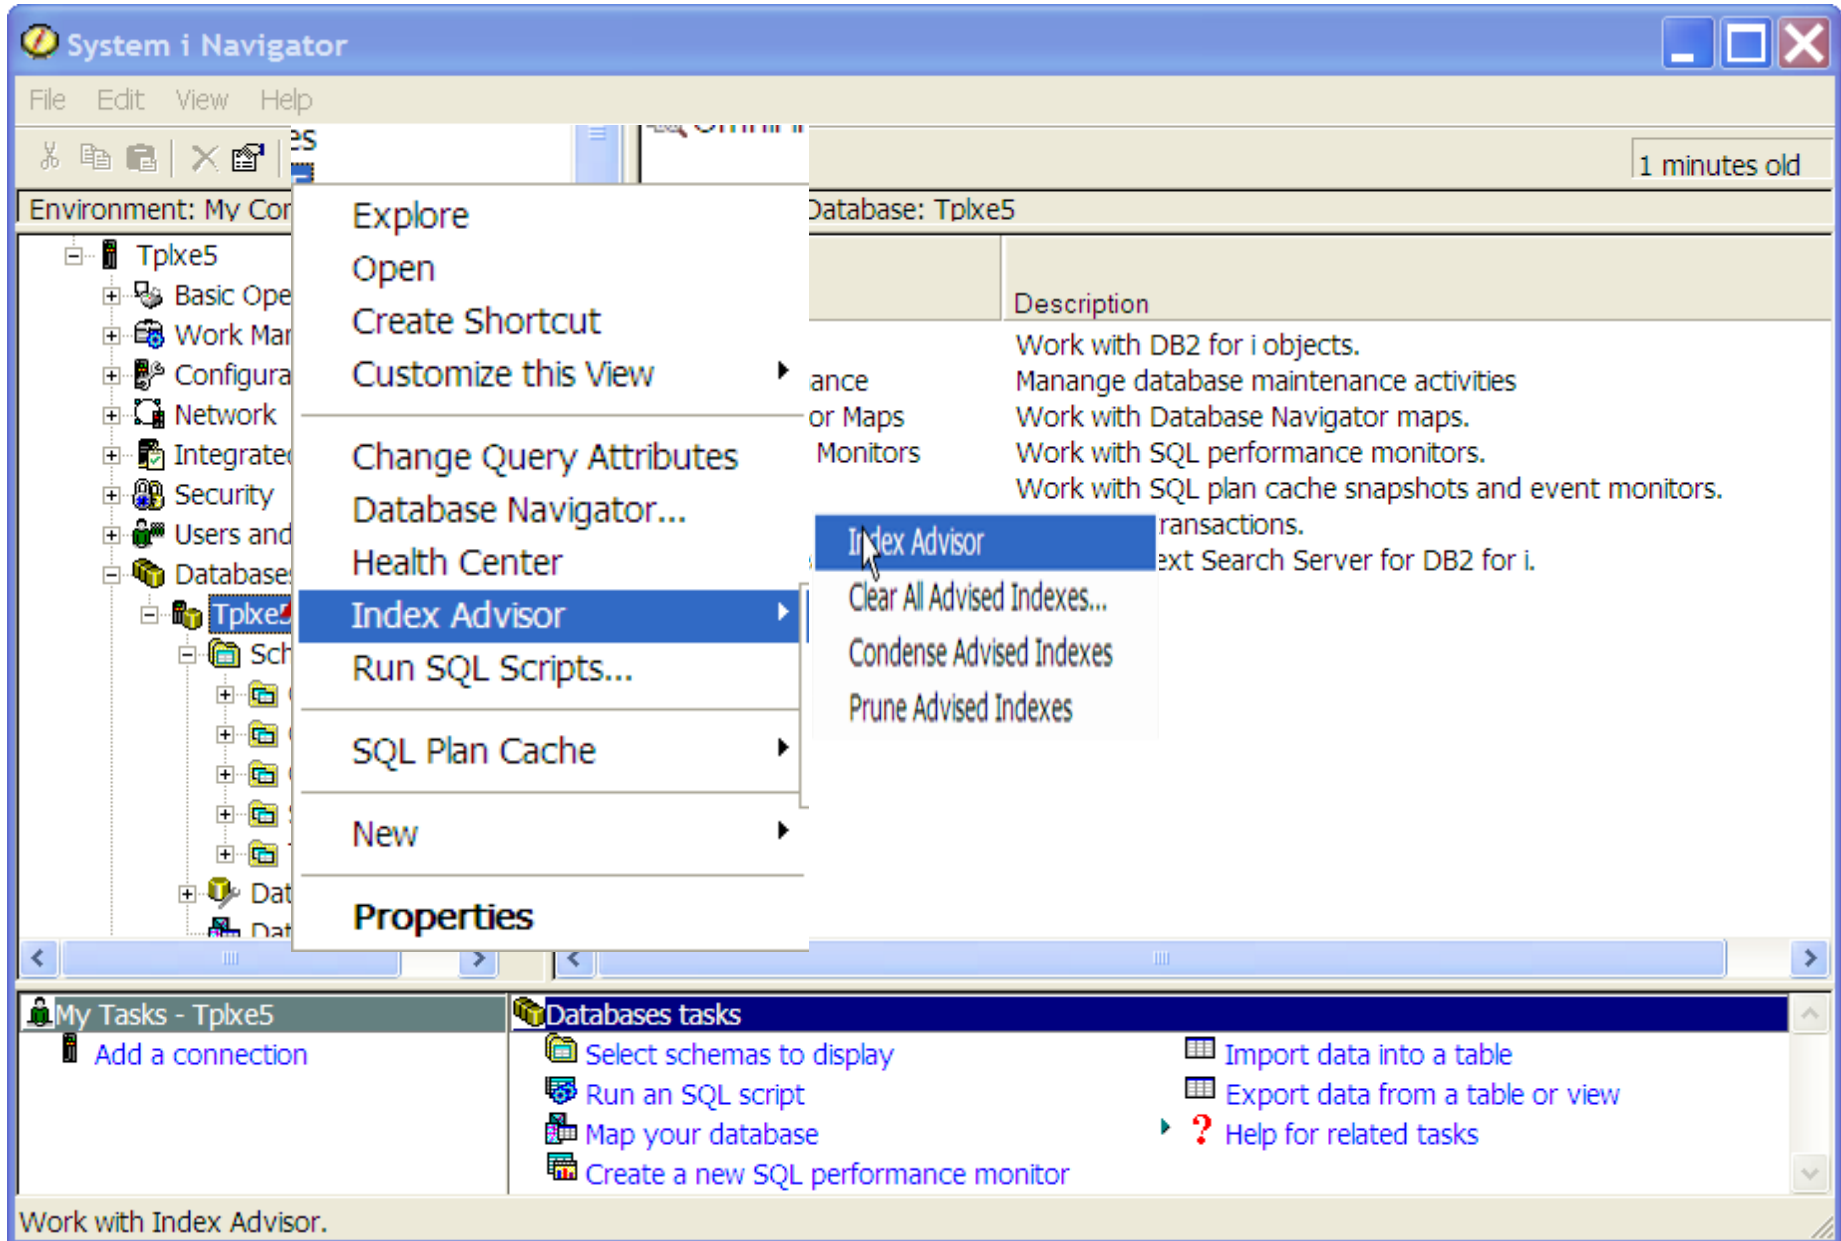 System i Navigator
File Edit View Help
es
1 minutes old
Environment: My Con
Database: Tplxe5
Tplxe5
Basic Ope
Work Man
Configura
Network
Integrated
Security
Users and
Databases
Tplxe5
Sch
Dat
Dat
Explore
Open
Create Shortcut
Customize this View
Change Query Attributes
Database Navigator...
Health Center
Index Advisor
Run SQL Scripts...
SQL Plan Cache
New
Properties
Index Advisor
Clear All Advised Indexes...
Condense Advised Indexes
Prune Advised Indexes
Description
Work with DB2 for i objects.
ance Manange database maintenance activities
or Maps Work with Database Navigator maps.
Monitors Work with SQL performance monitors.
Work with SQL plan cache snapshots and event monitors.
ransactions.
ext Search Server for DB2 for i.
My Tasks - Tplxe5
Add a connection
Databases tasks
Select schemas to display
Run an SQL script
Map your database
Create a new SQL performance monitor
Import data into a table
Export data from a table or view
Help for related tasks
Work with Index Advisor.